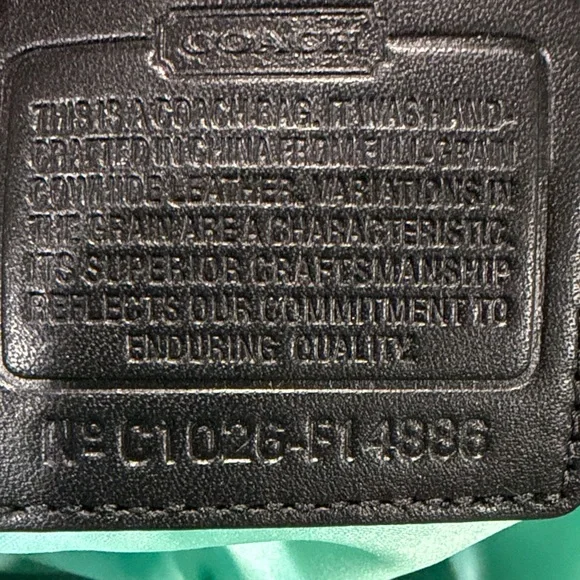 COACH
THIS IS A COACH BAG. IT WAS HAND-
CRAFTED IN CHINA FROM FULL-GRAIN
COWHIDE LEATHER. VARIATIONS IN
THE GRAIN ARE A CHARACTERISTIC.
ITS SUPERIOR CRAFTSMANSHIP
REFLECTS OUR COMMITMENT TO
ENDURING QUALITY.
Nº C1026-F14886